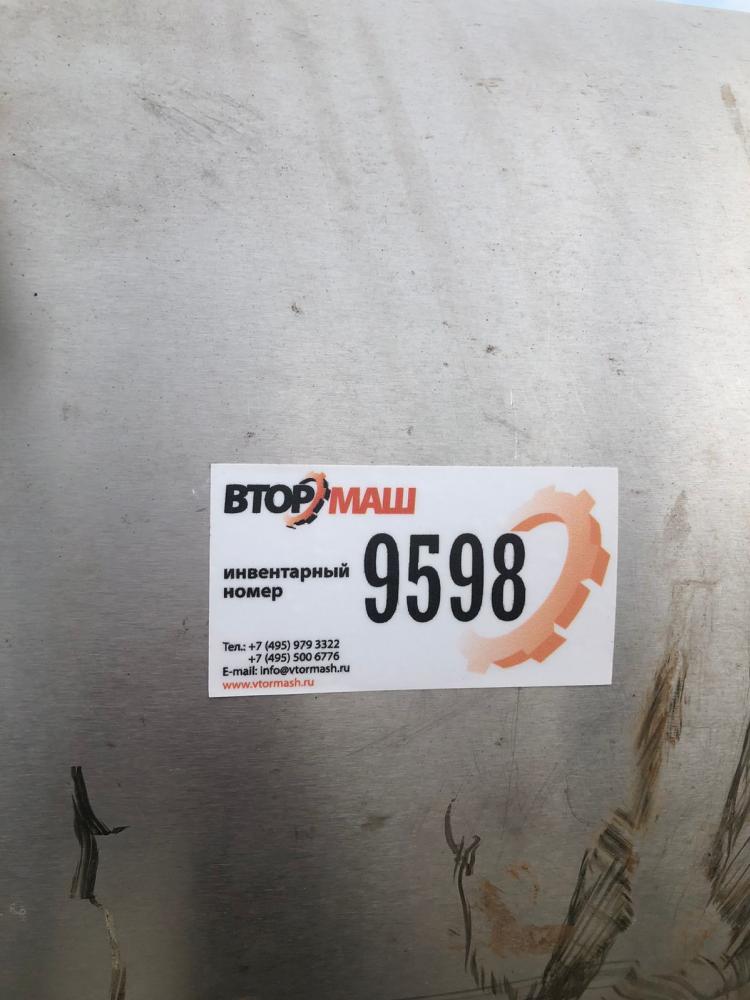 ВТОРМАШ
инвентарный
номер
9598
Тел.: +7 (495) 979 3322
+7 (495) 500 6776
E-mail: info@vtormash.ru
www.vtormash.ru